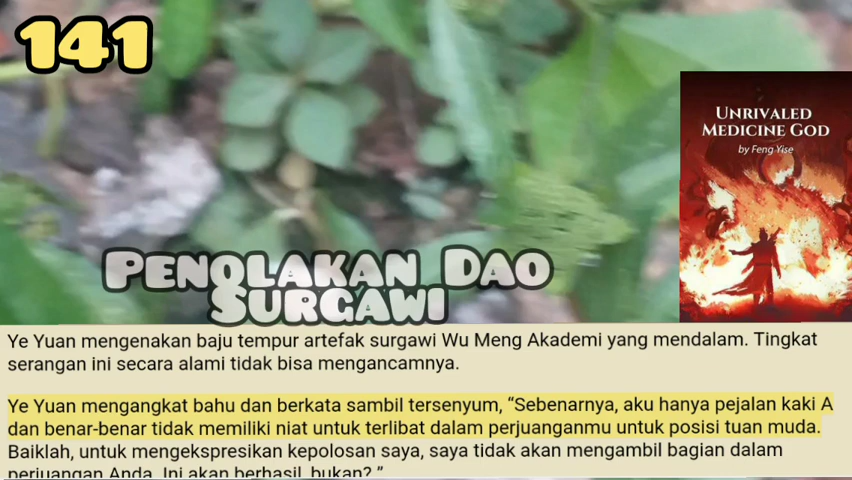 141
UNRIVALED
MEDICINE GOD
by Feng Yise
PENOLAKAN DAO
SURGAWI
Ye Yuan mengenakan baju tempur artefak surgawi Wu Meng Akademi yang mendalam. Tingkat
serangan ini secara alami tidak bisa mengancamnya.
Ye Yuan mengangkat bahu dan berkata sambil tersenyum, “Sebenarnya, aku hanya pejalan kaki A
dan benar-benar tidak memiliki niat untuk terlibat dalam perjuanganmu untuk posisi tuan muda.
Baiklah, untuk mengekspresikan kepolosan saya, saya tidak akan mengambil bagian dalam
perjuangan Anda. Ini akan berhasil, bukan? ”